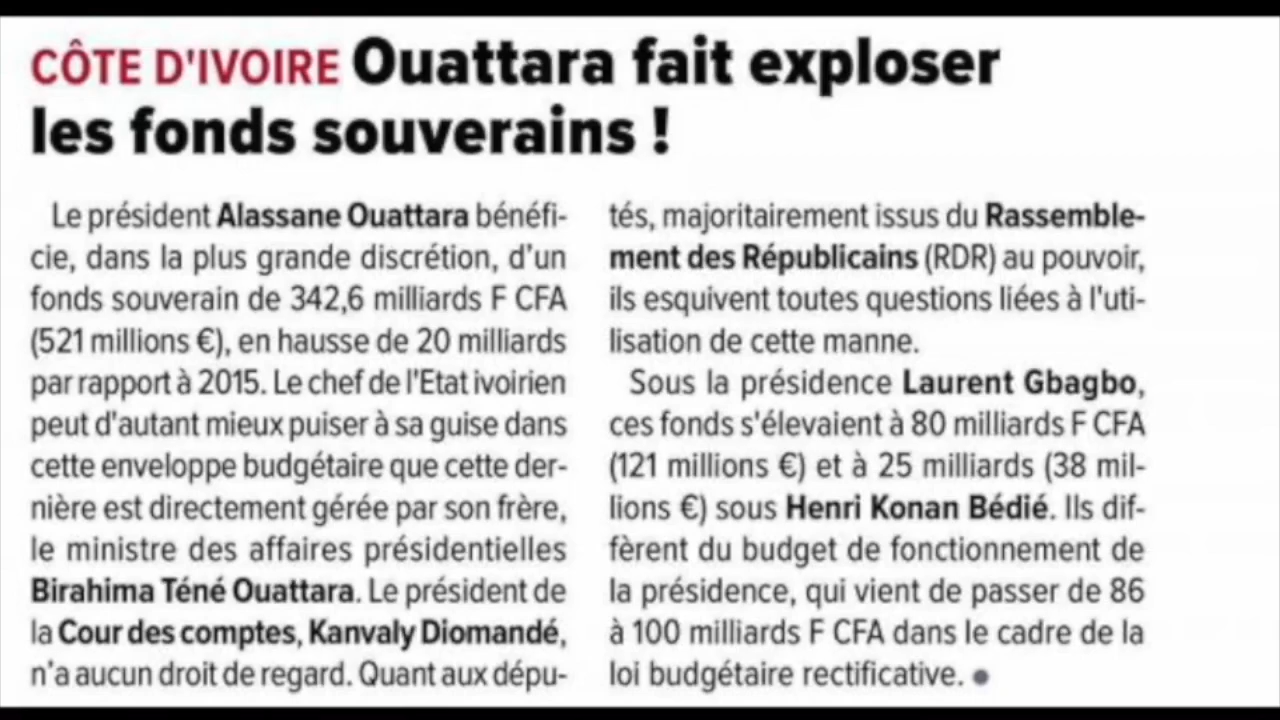 CÔTE D'IVOIRE Ouattara fait exploser
les fonds souverains !
Le président Alassane Ouattara bénéfi-
cie, dans la plus grande discrétion, d'un
fonds souverain de 342,6 milliards F CFA
(521 millions €), en hausse de 20 milliards
par rapport à 2015. Le chef de l'Etat ivoirien
peut d'autant mieux puiser à sa guise dans
cette enveloppe budgétaire que cette der-
nière est directement gérée par son frère,
le ministre des affaires présidentielles
Birahima Téné Ouattara. Le président de
la Cour des comptes, Kanvaly Diomandé,
n'a aucun droit de regard. Quant aux dépu-
tés, majoritairement issus du Rassemble-
ment des Républicains (RDR) au pouvoir,
ils esquivent toutes questions liées à l'uti-
lisation de cette manne.
Sous la présidence Laurent Gbagbo,
ces fonds s'élevaient à 80 milliards F CFA
(121 millions €) et à 25 milliards (38 mil-
lions €) sous Henri Konan Bédié. Ils dif-
fèrent du budget de fonctionnement de
la présidence, qui vient de passer de 86
à 100 milliards F CFA dans le cadre de la
loi budgétaire rectificative. ●